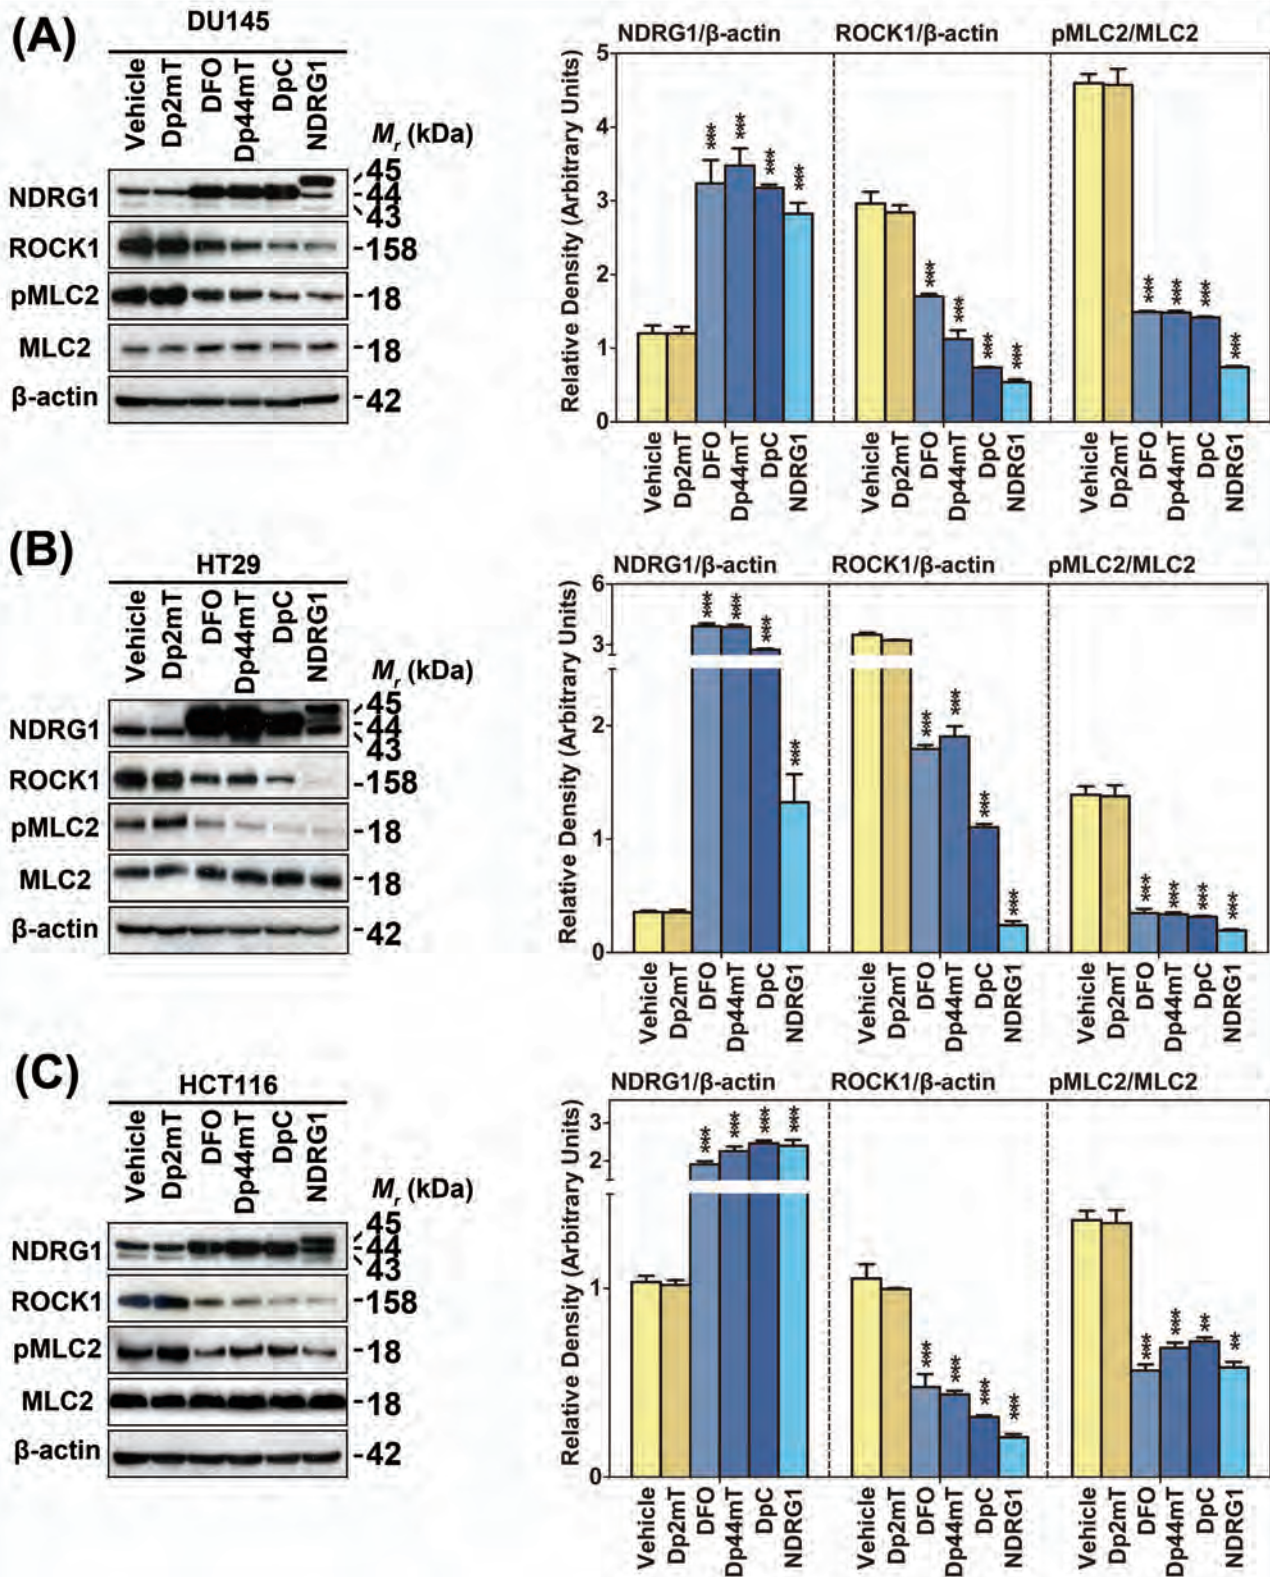 (A)
DU145
Vehicle
Dp2mT
DFO
Dp44mT
DpC
NDRG1
Mr (kDa)
NDRG1
45
44
43
ROCK1
-158
pMLC2
-18
MLC2
-18
β-actin
-42
NDRG1/β-actin
ROCK1/β-actin
pMLC2/MLC2
Relative Density (Arbitrary Units)
5
4
3
2
1
0
*** *** *** ***
*** *** *** ***
*** *** *** ***
Vehicle
Dp2mT
DFO
Dp44mT
DpC
NDRG1
Vehicle
Dp2mT
DFO
Dp44mT
DpC
NDRG1
Vehicle
Dp2mT
DFO
Dp44mT
DpC
NDRG1
(B)
HT29
Vehicle
Dp2mT
DFO
Dp44mT
DpC
NDRG1
Mr (kDa)
NDRG1
45
44
43
ROCK1
-158
pMLC2
-18
MLC2
-18
β-actin
-42
NDRG1/β-actin
ROCK1/β-actin
pMLC2/MLC2
Relative Density (Arbitrary Units)
6
3
2
1
0
*** *** *** ***
*** *** *** ***
*** *** *** ***
Vehicle
Dp2mT
DFO
Dp44mT
DpC
NDRG1
Vehicle
Dp2mT
DFO
Dp44mT
DpC
NDRG1
Vehicle
Dp2mT
DFO
Dp44mT
DpC
NDRG1
(C)
HCT116
Vehicle
Dp2mT
DFO
Dp44mT
DpC
NDRG1
Mr (kDa)
NDRG1
45
44
43
ROCK1
-158
pMLC2
-18
MLC2
-18
β-actin
-42
NDRG1/β-actin
ROCK1/β-actin
pMLC2/MLC2
Relative Density (Arbitrary Units)
3
2
1
0
*** *** *** ***
*** *** *** ***
*** *** ** **
Vehicle
Dp2mT
DFO
Dp44mT
DpC
NDRG1
Vehicle
Dp2mT
DFO
Dp44mT
DpC
NDRG1
Vehicle
Dp2mT
DFO
Dp44mT
DpC
NDRG1